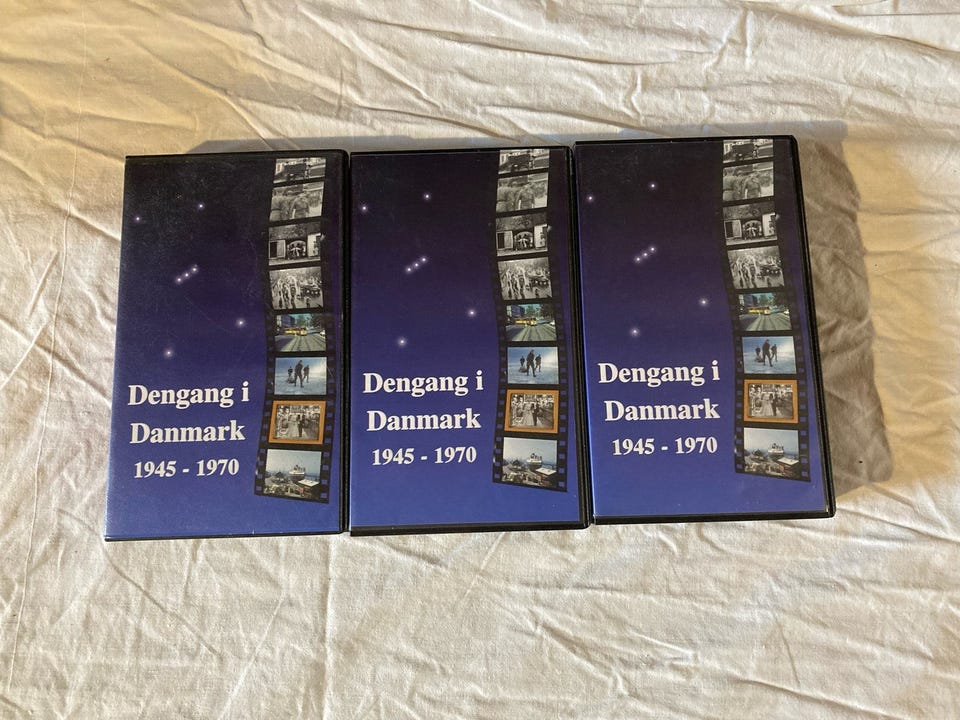 Dengang i
Danmark
1945 - 1970
Dengang i
Danmark
1945 - 1970
Dengang i
Danmark
1945 - 1970